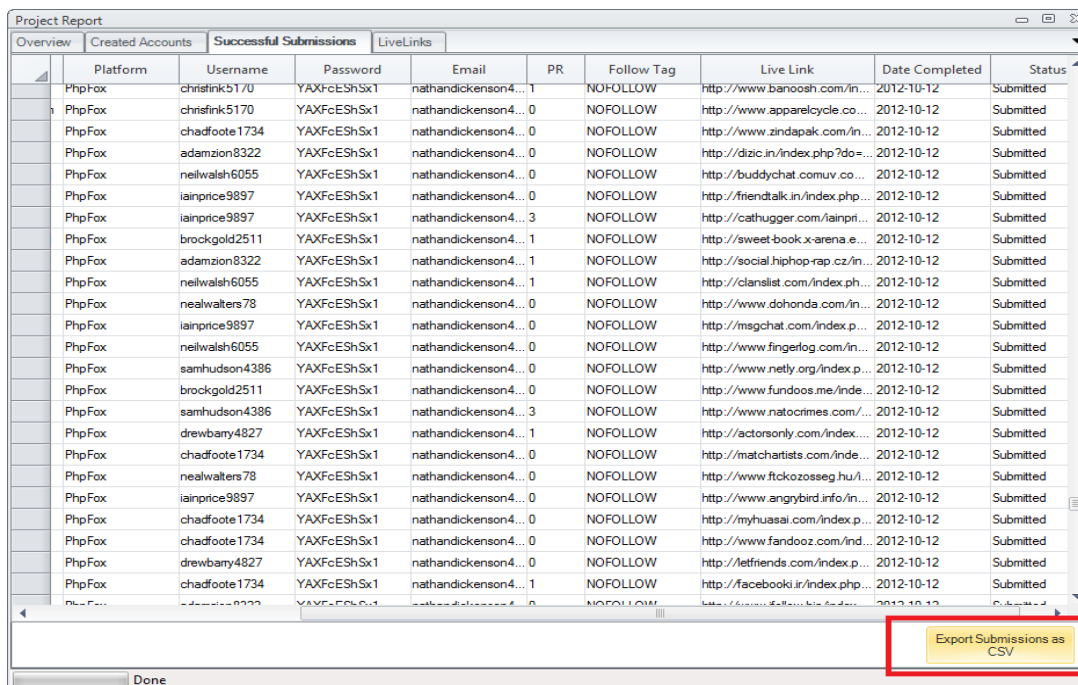 Project Report
Overview Created Accounts Successful Submissions LiveLinks
Platform Username Password Email PR Follow Tag Live Link Date Completed Status
PhpFox chrisfink5170 YAXFcEShSx1 nathandickenson4... 1 NOFOLLOW http://www.banoosh.com/in... 2012-10-12 Submitted
PhpFox chrisfink5170 YAXFcEShSx1 nathandickenson4... 0 NOFOLLOW http://www.apparelcycle.co... 2012-10-12 Submitted
PhpFox chadfoote1734 YAXFcEShSx1 nathandickenson4... 0 NOFOLLOW http://www.zindapak.com/in... 2012-10-12 Submitted
PhpFox adamzion8322 YAXFcEShSx1 nathandickenson4... 0 NOFOLLOW http://dizic.in/index.php?do=... 2012-10-12 Submitted
PhpFox neilwalsh6055 YAXFcEShSx1 nathandickenson4... 0 NOFOLLOW http://buddychat.comuv.co... 2012-10-12 Submitted
PhpFox iainprice9897 YAXFcEShSx1 nathandickenson4... 0 NOFOLLOW http://friendtalk.in/index.php... 2012-10-12 Submitted
PhpFox iainprice9897 YAXFcEShSx1 nathandickenson4... 3 NOFOLLOW http://cathugger.com/iainpri... 2012-10-12 Submitted
PhpFox brockgold2511 YAXFcEShSx1 nathandickenson4... 1 NOFOLLOW http://sweet-book.x-arena.e... 2012-10-12 Submitted
PhpFox adamzion8322 YAXFcEShSx1 nathandickenson4... 1 NOFOLLOW http://social.hiphop-rap.cz/in... 2012-10-12 Submitted
PhpFox neilwalsh6055 YAXFcEShSx1 nathandickenson4... 1 NOFOLLOW http://clanslist.com/index.ph... 2012-10-12 Submitted
PhpFox nealwalters78 YAXFcEShSx1 nathandickenson4... 0 NOFOLLOW http://www.dohonda.com/in... 2012-10-12 Submitted
PhpFox iainprice9897 YAXFcEShSx1 nathandickenson4... 0 NOFOLLOW http://msgchat.com/index.p... 2012-10-12 Submitted
PhpFox neilwalsh6055 YAXFcEShSx1 nathandickenson4... 0 NOFOLLOW http://www.fingerlog.com/in... 2012-10-12 Submitted
PhpFox samhudson4386 YAXFcEShSx1 nathandickenson4... 0 NOFOLLOW http://www.netly.org/index.p... 2012-10-12 Submitted
PhpFox brockgold2511 YAXFcEShSx1 nathandickenson4... 0 NOFOLLOW http://www.fundoos.me/inde... 2012-10-12 Submitted
PhpFox samhudson4386 YAXFcEShSx1 nathandickenson4... 3 NOFOLLOW http://www.natocrimes.com/... 2012-10-12 Submitted
PhpFox drewbarry4827 YAXFcEShSx1 nathandickenson4... 1 NOFOLLOW http://actorsonly.com/index.... 2012-10-12 Submitted
PhpFox chadfoote1734 YAXFcEShSx1 nathandickenson4... 0 NOFOLLOW http://matchartists.com/inde... 2012-10-12 Submitted
PhpFox nealwalters78 YAXFcEShSx1 nathandickenson4... 0 NOFOLLOW http://www.ftckozosseg.hu/i... 2012-10-12 Submitted
PhpFox iainprice9897 YAXFcEShSx1 nathandickenson4... 0 NOFOLLOW http://www.angrybird.info/in... 2012-10-12 Submitted
PhpFox chadfoote1734 YAXFcEShSx1 nathandickenson4... 0 NOFOLLOW http://myhuasai.com/index.p... 2012-10-12 Submitted
PhpFox chadfoote1734 YAXFcEShSx1 nathandickenson4... 0 NOFOLLOW http://www.fandooz.com/ind... 2012-10-12 Submitted
PhpFox drewbarry4827 YAXFcEShSx1 nathandickenson4... 0 NOFOLLOW http://letfriends.com/index.p... 2012-10-12 Submitted
PhpFox chadfoote1734 YAXFcEShSx1 nathandickenson4... 1 NOFOLLOW http://facebooki.ir/index.php... 2012-10-12 Submitted
Export Submissions as
CSV
Done